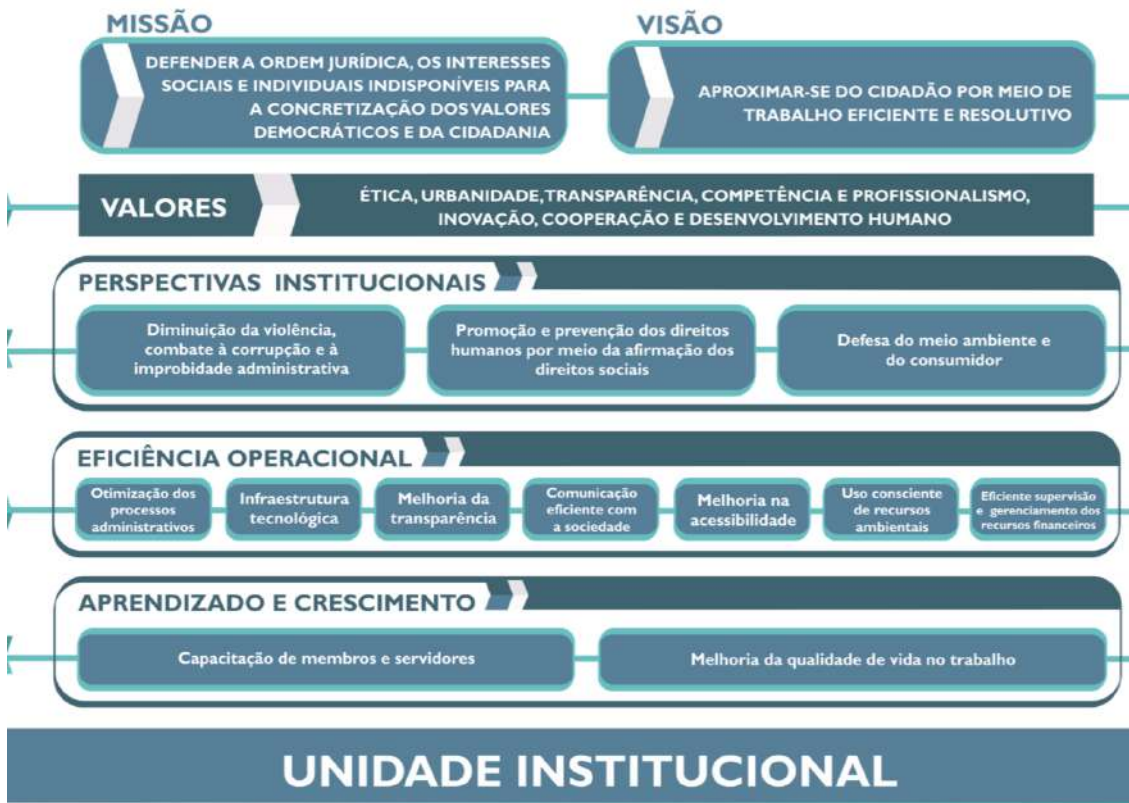 MISSÃO
DEFENDER A ORDEM JURÍDICA, OS INTERESSES
SOCIAIS E INDIVIDUAIS INDISPONÍVEIS PARA
A CONCRETIZAÇÃO DOS VALORES
DEMOCRÁTICOS E DA CIDADANIA
VISÃO
APROXIMAR-SE DO CIDADÃO POR MEIO DE
TRABALHO EFICIENTE E RESOLUTIVO
VALORES
ÉTICA, URBANIDADE, TRANSPARÊNCIA, COMPETÊNCIA E PROFISSIONALISMO,
INOVAÇÃO, COOPERAÇÃO E DESENVOLVIMENTO HUMANO
PERSPECTIVAS INSTITUCIONAIS
Diminuição da violência,
combate à corrupção e à
improbidade administrativa
Promoção e prevenção dos direitos
humanos por meio da afirmação dos
direitos sociais
Defesa do meio ambiente e
do consumidor
EFICIÊNCIA OPERACIONAL
Otimização dos
processos
administrativos
Infraestrutura
tecnológica
Melhoria da
transparência
Comunicação
eficiente com
a sociedade
Melhoria na
acessibilidade
Uso consciente
de recursos
ambientais
Eficiente supervisão
e gerenciamento dos
recursos financeiros
APRENDIZADO E CRESCIMENTO
Capacitação de membros e servidores
Melhoria da qualidade de vida no trabalho
UNIDADE INSTITUCIONAL